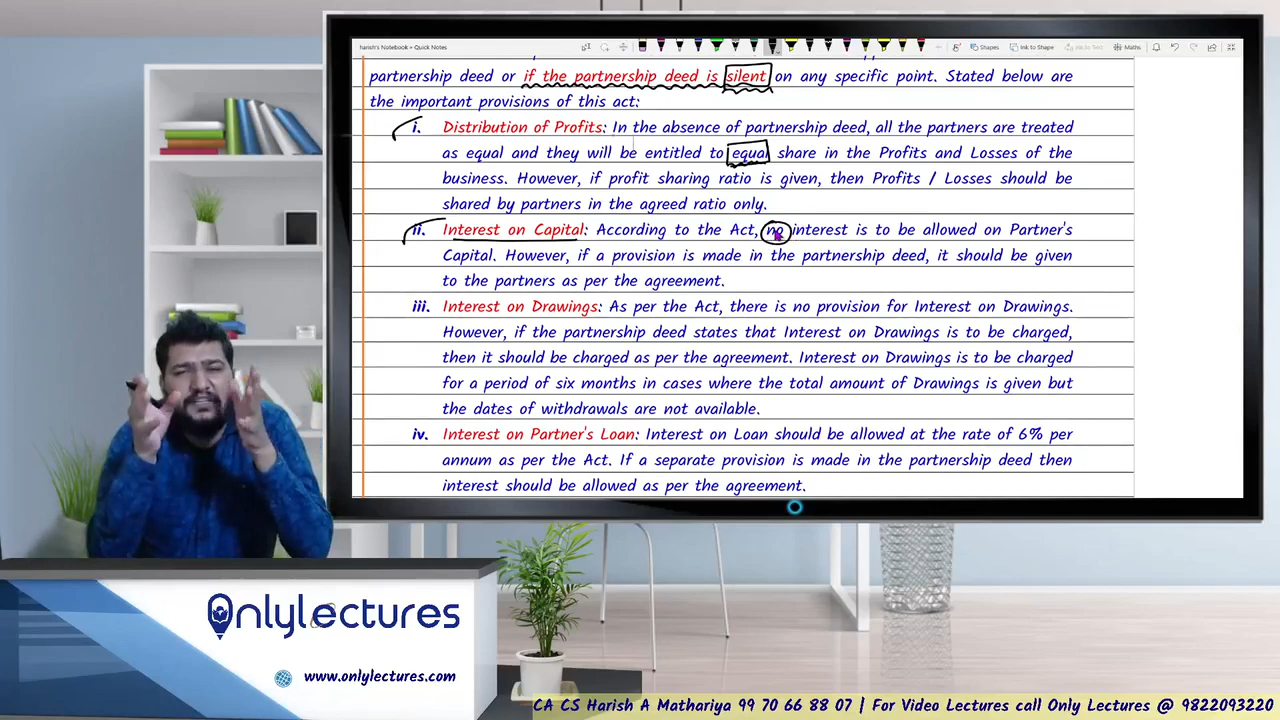 harish's Notebook > Quick Notes
Shapes
Ink to Shape
Ink to Text
Maths
partnership deed or if the partnership deed is silent on any specific point. Stated below are
the important provisions of this act:
i. Distribution of Profits: In the absence of partnership deed, all the partners are treated
as equal and they will be entitled to equal share in the Profits and Losses of the
business. However, if profit sharing ratio is given, then Profits / Losses should be
shared by partners in the agreed ratio only.
ii. Interest on Capital: According to the Act, no interest is to be allowed on Partner's
Capital. However, if a provision is made in the partnership deed, it should be given
to the partners as per the agreement.
iii. Interest on Drawings: As per the Act, there is no provision for Interest on Drawings.
However, if the partnership deed states that Interest on Drawings is to be charged,
then it should be charged as per the agreement. Interest on Drawings is to be charged
for a period of six months in cases where the total amount of Drawings is given but
the dates of withdrawals are not available.
iv. Interest on Partner's Loan: Interest on Loan should be allowed at the rate of 6% per
annum as per the Act. If a separate provision is made in the partnership deed then
interest should be allowed as per the agreement.
Onlylectures
www.onlylectures.com
CA CS Harish A Mathariya 99 70 66 88 07 | For Video Lectures call Only Lectures @ 9822093220